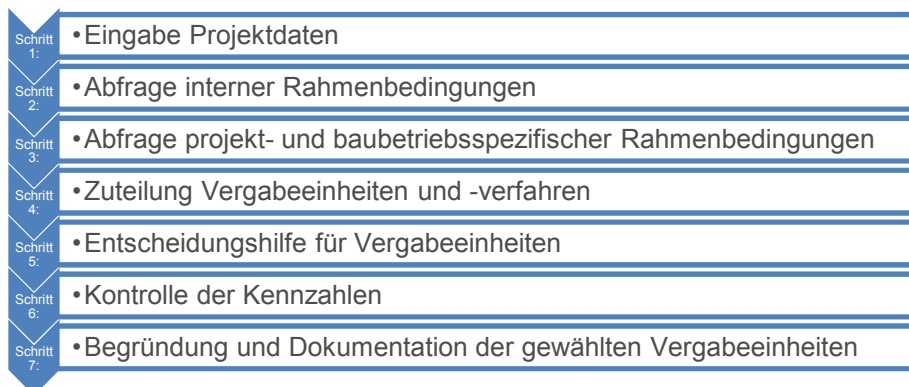 Schritt 1:
•Eingabe Projektdaten
Schritt 2:
•Abfrage interner Rahmenbedingungen
Schritt 3:
•Abfrage projekt- und baubetriebsspezifischer Rahmenbedingungen
Schritt 4:
•Zuteilung Vergabeeinheiten und -verfahren
Schritt 5:
•Entscheidungshilfe für Vergabeeinheiten
Schritt 6:
•Kontrolle der Kennzahlen
Schritt 7:
•Begründung und Dokumentation der gewählten Vergabeeinheiten